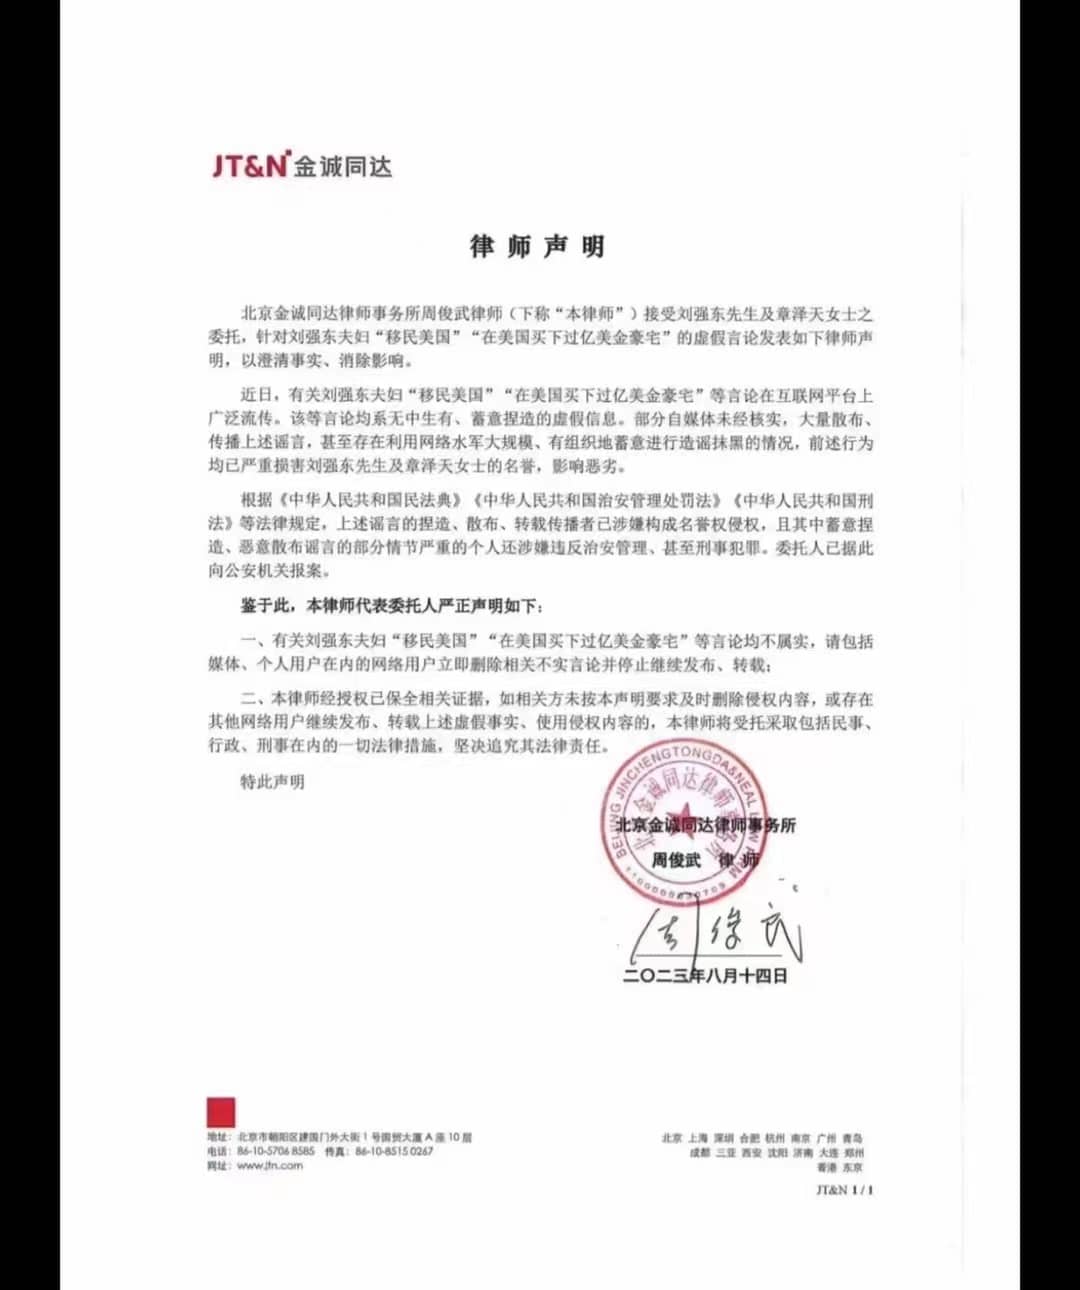 JT&N 金诚同达
律师声明
北京金诚同达律师事务所周俊武律师（下称“本律师”）接受刘强东先生及章泽天女士之
委托，针对刘强东夫妇“移民美国”“在美国买下过亿美金豪宅”的虚假言论发表如下律师声
明，以澄清事实、消除影响。
近日，有关刘强东夫妇“移民美国”“在美国买下过亿美金豪宅”等言论在互联网平台上
广泛流传。该等言论均系无中生有、蓄意捏造的虚假信息。部分自媒体未经核实，大量散布、
传播上述谣言，甚至存在利用网络水军大规模、有组织地蓄意进行造谣抹黑的情况，前述行为
均已严重损害刘强东先生及章泽天女士的名誉，影响恶劣。
根据《中华人民共和国民法典》《中华人民共和国治安管理处罚法》《中华人民共和国刑
法》等法律规定，上述谣言的捏造、散布、转载传播者已涉嫌构成名誉权侵权，且其中蓄意捏
造、恶意散布谣言的部分情节严重的个人还涉嫌违反治安管理、甚至刑事犯罪。委托人已据此
向公安机关报案。
鉴于此，本律师代表委托人严正声明如下：
一、有关刘强东夫妇“移民美国”“在美国买下过亿美金豪宅”等言论均不属实，请包括
媒体、个人用户在内的网络用户立即删除相关不实言论并停止继续发布、转载；
二、本律师经授权已保全相关证据，如相关方未按本声明要求及时删除侵权内容，或存在
其他网络用户继续发布、转载上述虚假事实、使用侵权内容的，本律师将受托采取包括民事、
行政、刑事在内的一切法律措施，坚决追究其法律责任。
特此声明
BEIJING JINCHENGTONGDA&NEAL LAW FIRM
北京金诚同达律师事务所
北京金诚同达律师事务所
周俊武 律师
周俊武
二〇二三年八月十四日
地址：北京市朝阳区建国门外大街1号国贸大厦A座10层
电话：86-10-5706 8585 传真：86-10-8515 0267
网址：www.jtn.com
北京 上海 深圳 合肥 杭州 南京 广州 青岛
成都 三亚 西安 沈阳 济南 大连 郑州
香港 东京
JT&N 1 / 1